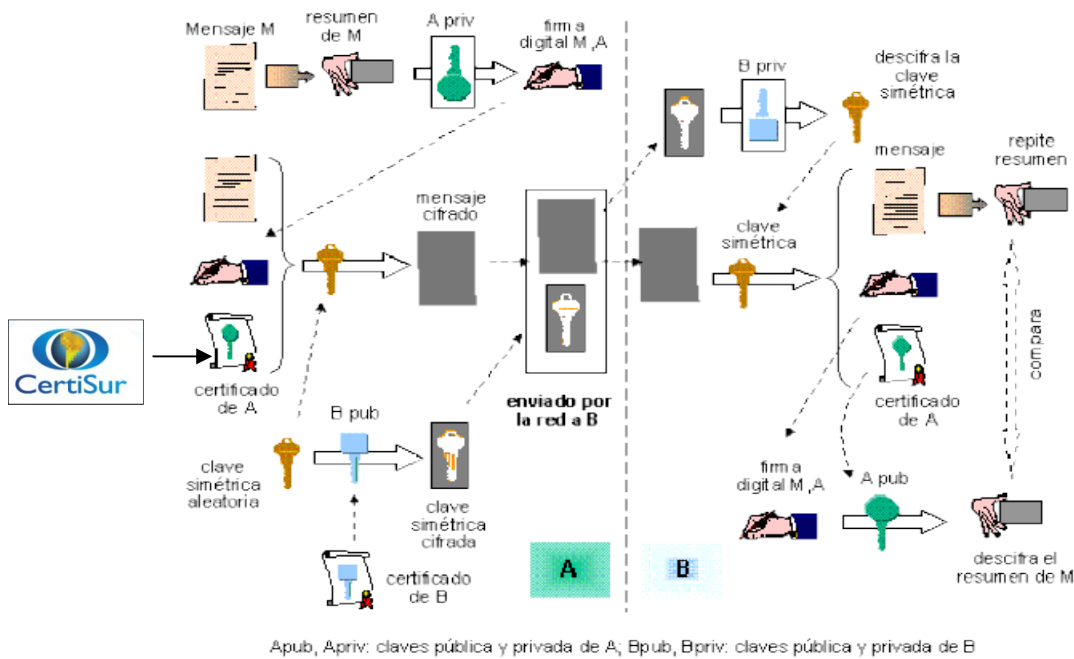 Mensaje M
resumen
de M
A priv
firma
digital M,A
B priv
descifra la
clave
simétrica
mensaje
repite
resumen
mensaje
cifrado
clave
simétrica
CertiSur
certificado
de A
B pub
enviado por
la red a B
certificado
de A
compara
clave
simétrica
aleatoria
clave
simétrica
cifrada
firma
digital M,A
A pub
certificado
de B
A
B
descifra el
resumen de M
Apub, Apriv: claves pública y privada de A; Bpub, Bpriv: claves pública y privada de B